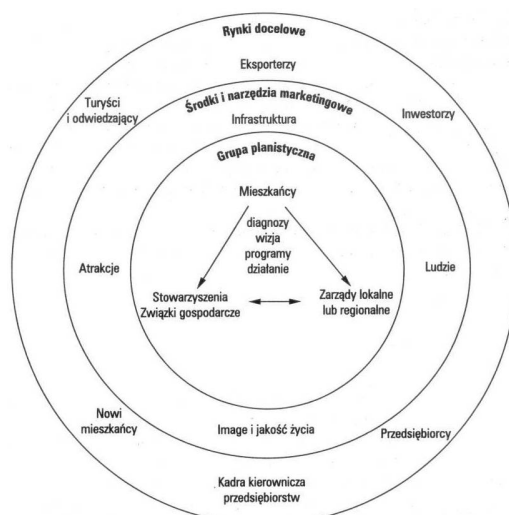 Rynki docelowe
Eksporterzy
Turyści
i odwiedzający
Środki i narzędzia marketingowe
Inwestorzy
Infrastruktura
Grupa planistyczna
Mieszkańcy
diagnozy
wizja
programy
działanie
Atrakcje
Ludzie
Stowarzyszenia
Związki gospodarcze
Zarządy lokalne
lub regionalne
Nowi
mieszkańcy
Image i jakość życia
Przedsiębiorcy
Kadra kierownicza
przedsiębiorstw